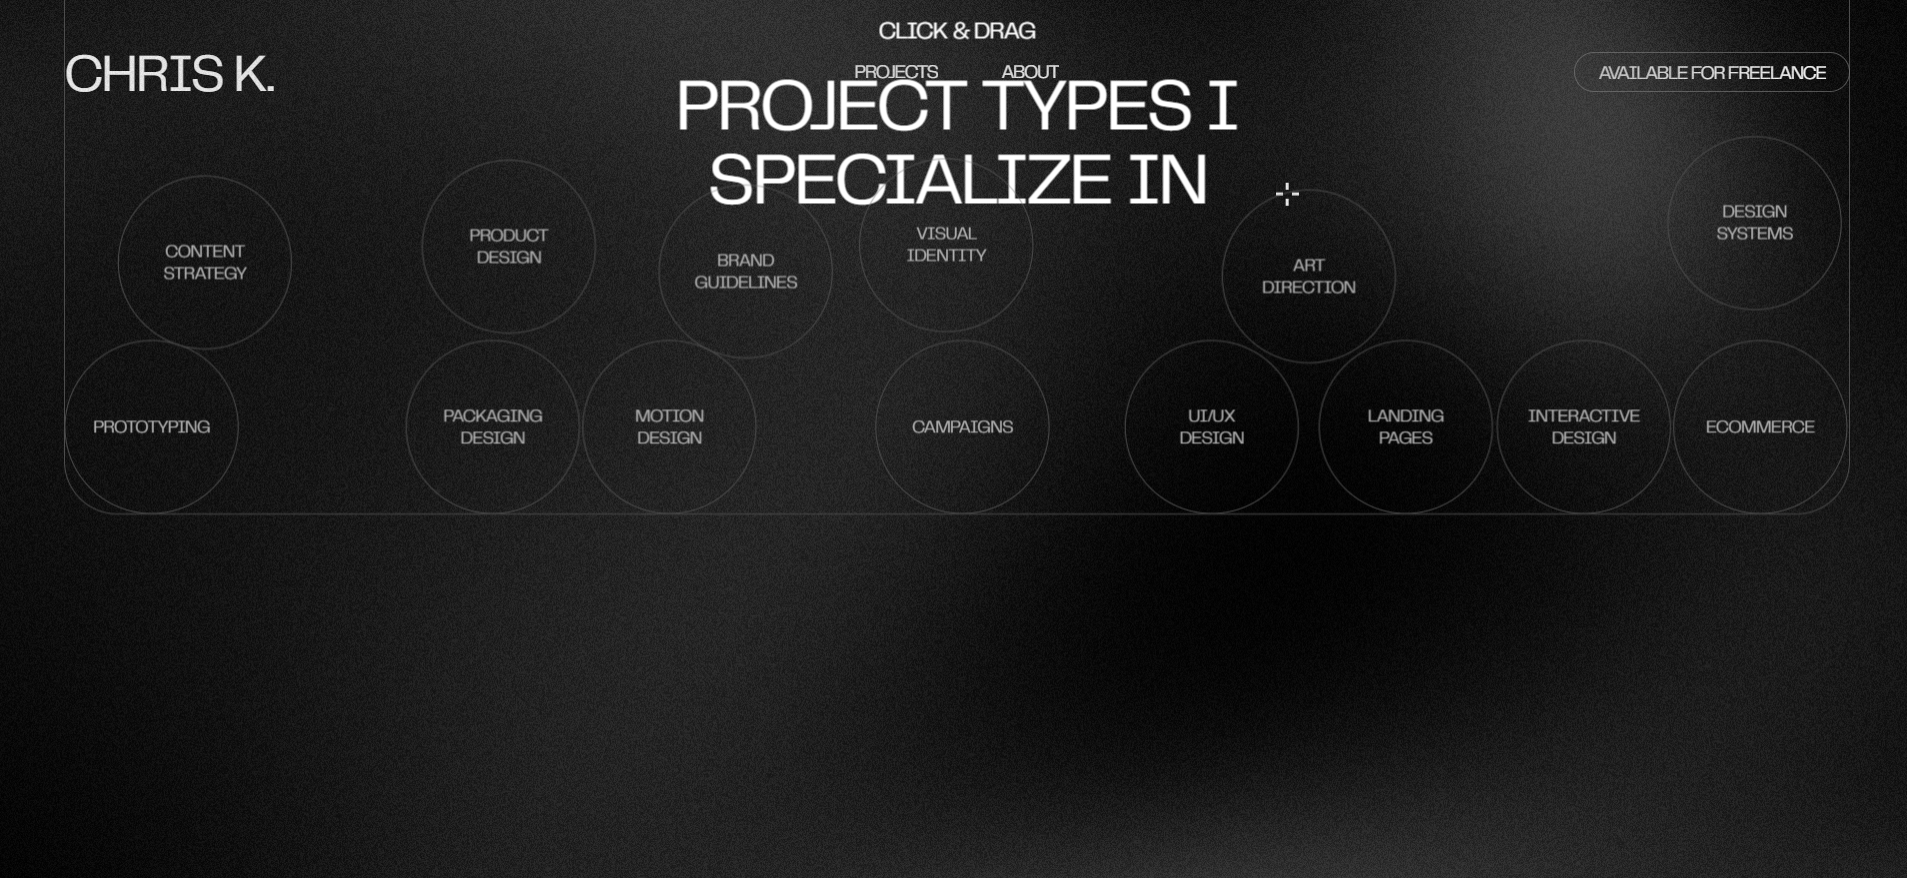 CLICK & DRAG
CHRIS K.
PROJECTS
ABOUT
AVAILABLE FOR FREELANCE
PROJECT TYPES I
SPECIALIZE IN
CONTENT
STRATEGY
PRODUCT
DESIGN
BRAND
GUIDELINES
VISUAL
IDENTITY
ART
DIRECTION
DESIGN
SYSTEMS
PROTOTYPING
PACKAGING
DESIGN
MOTION
DESIGN
CAMPAIGNS
UI/UX
DESIGN
LANDING
PAGES
INTERACTIVE
DESIGN
ECOMMERCE